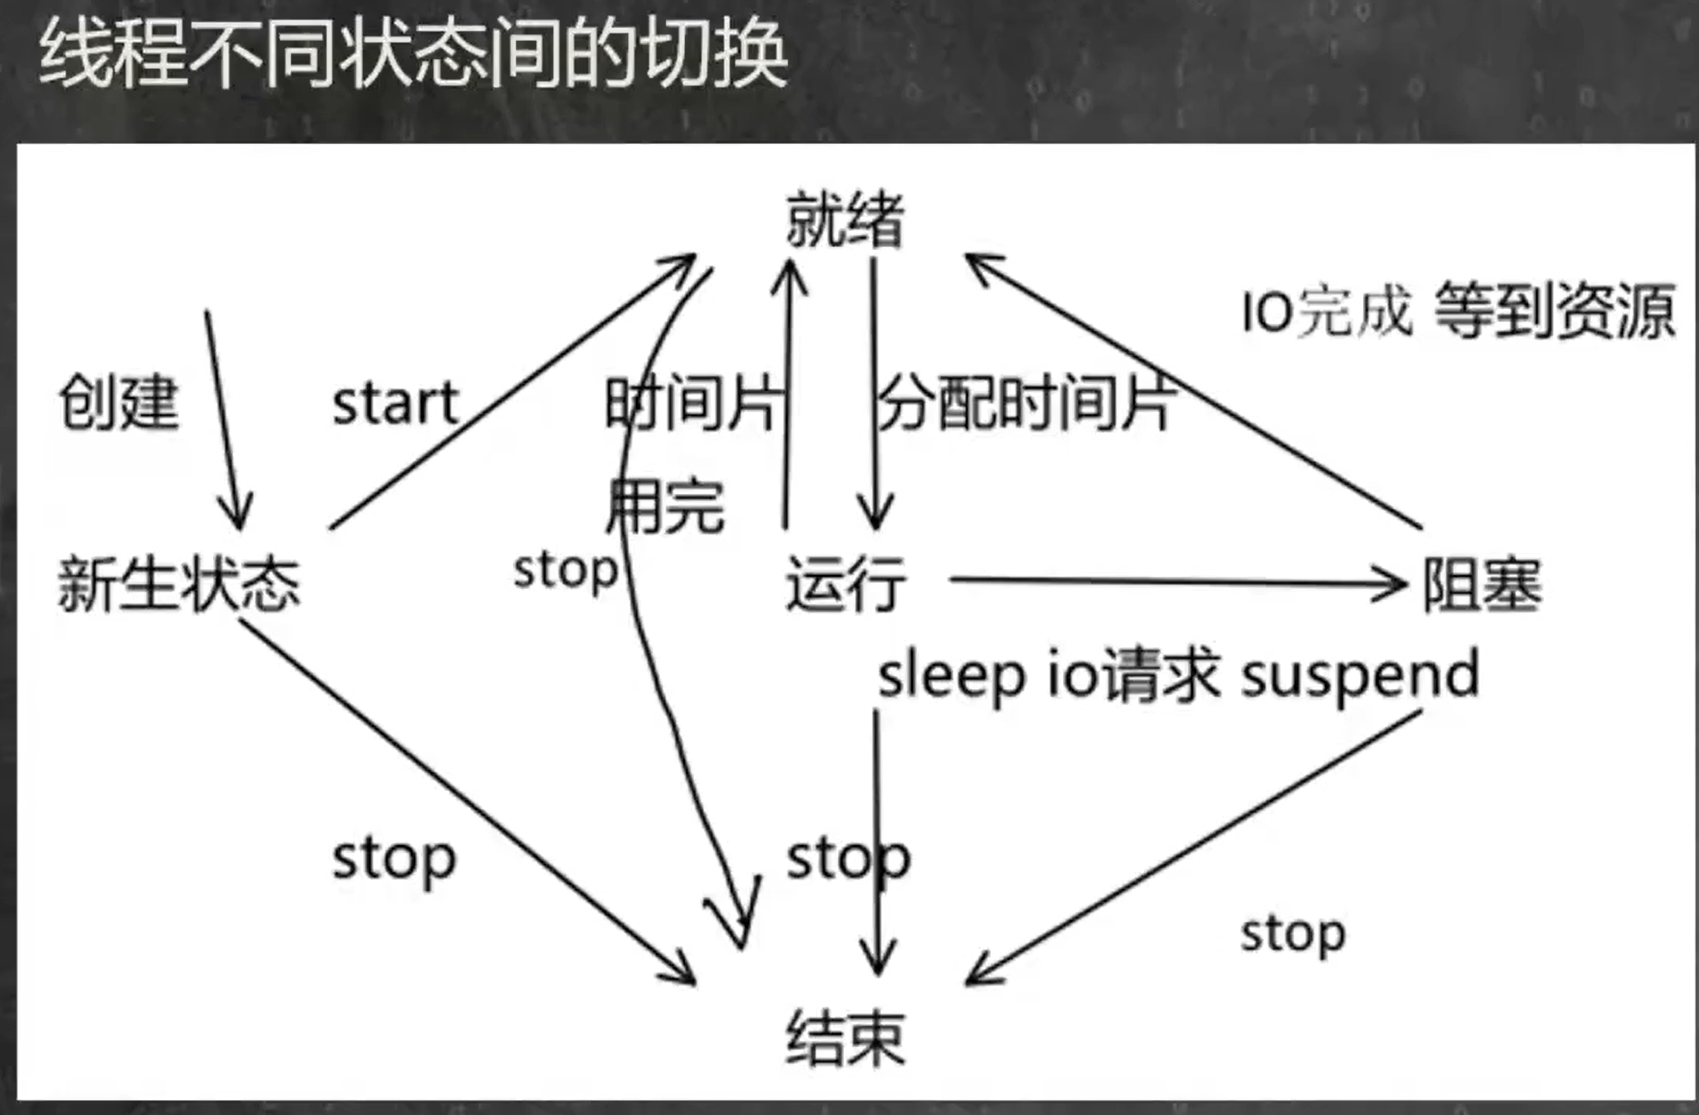 线程不同状态间的切换
就绪
IO完成 等到资源
创建
start
时间片
用完
分配时间片
stop
新生状态
运行
阻塞
sleep io请求 suspend
stop
stop
stop
结束